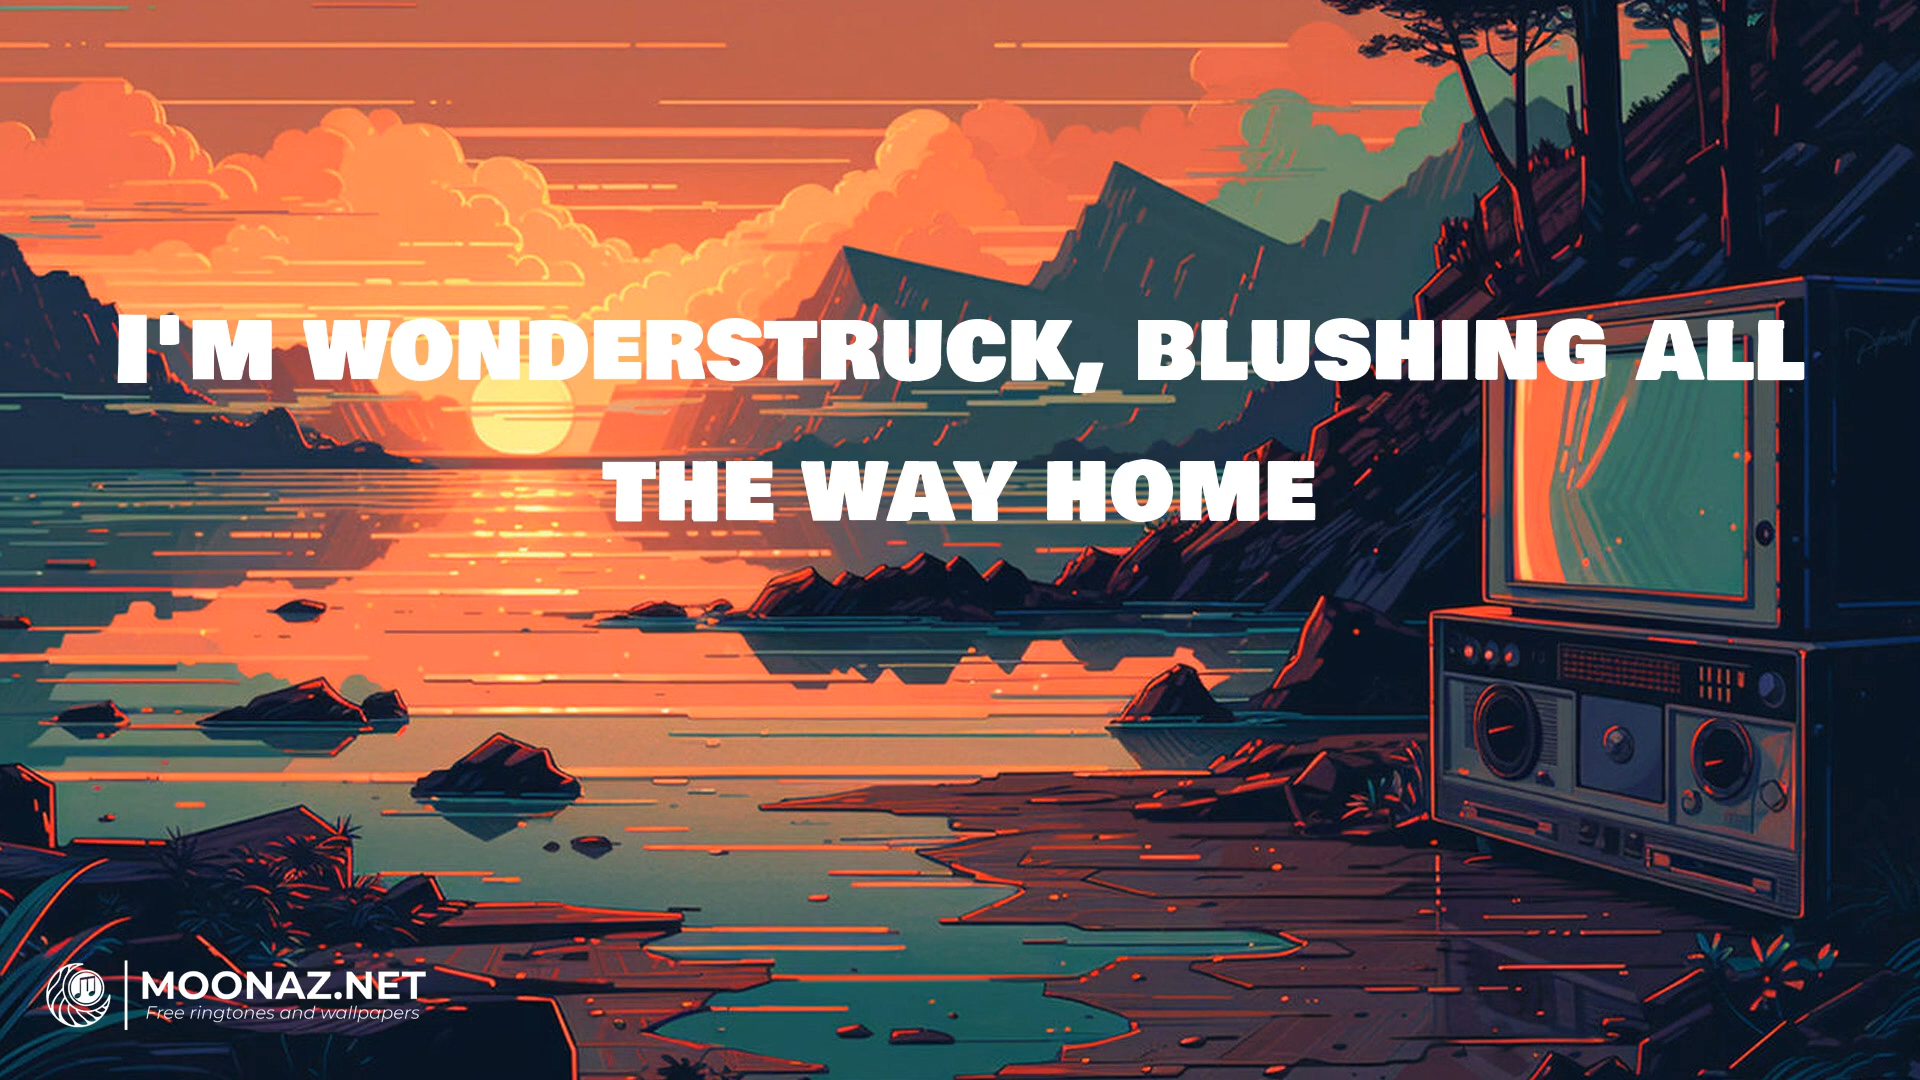 I'm wonderstruck, blushing all
the way home
MOONAZ.NET
Free ringtones and wallpapers